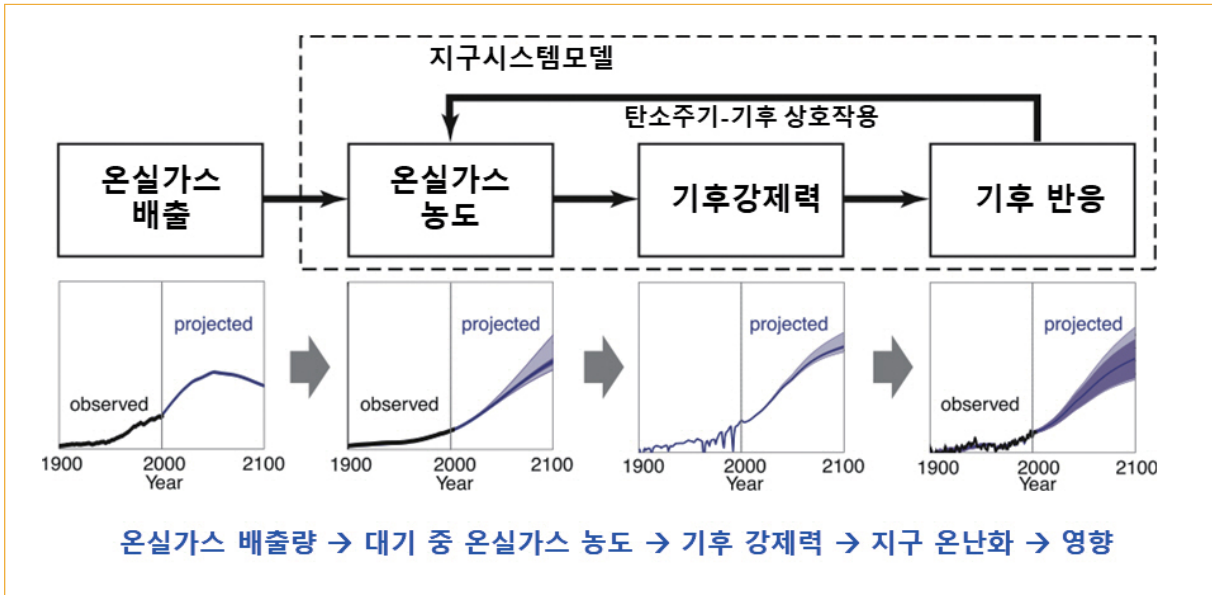 지구시스템모델
탄소주기-기후 상호작용
온실가스
배출
온실가스
농도
기후강제력
기후 반응
projected
observed
1900
2000
2100
Year
projected
observed
1900
2000
2100
Year
projected
1900
2000
2100
Year
projected
observed
1900
2000
2100
Year
온실가스 배출량 → 대기 중 온실가스 농도 → 기후 강제력 → 지구 온난화 → 영향